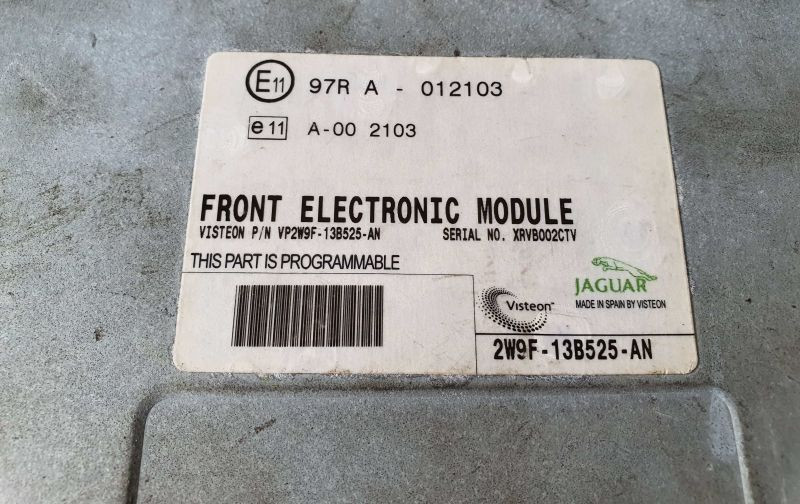 E11 97R A - 012103
e11 A-00 2103
FRONT ELECTRONIC MODULE
VISTEON P/N VP2W9F-13B525-AN SERIAL NO. XRVB002CTV
THIS PART IS PROGRAMMABLE
JAGUAR
MADE IN SPAIN BY VISTEON
Visteon
2W9F-13B525-AN